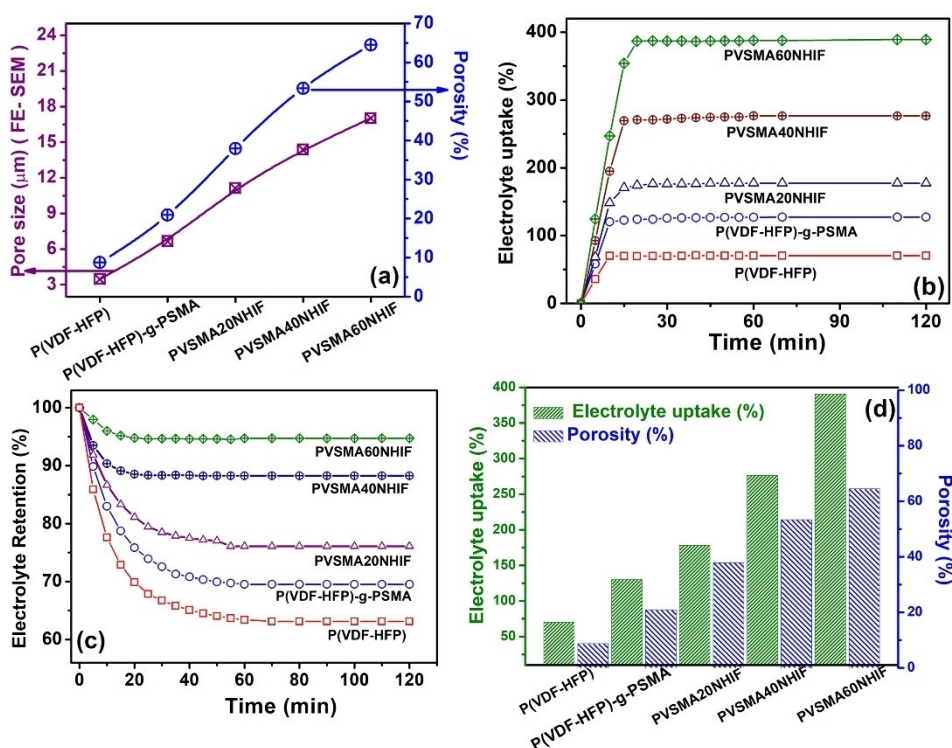 24
21
18
15
12
9
6
3
Pore size (μm) ( FE- SEM)
70
60
50
40
30
20
10
0
Porosity (%)
(a)
P(VDF-HFP)
P(VDF-HFP)-g-PSMA
PVSMA20NHIF
PVSMA40NHIF
PVSMA60NHIF
400
300
200
100
0
Electrolyte uptake (%)
PVSMA60NHIF
PVSMA40NHIF
PVSMA20NHIF
P(VDF-HFP)-g-PSMA
P(VDF-HFP)
(b)
0 30 60 90 120
Time (min)
100
90
80
70
60
Electrolyte Retention (%)
PVSMA60NHIF
PVSMA40NHIF
PVSMA20NHIF
P(VDF-HFP)-g-PSMA
P(VDF-HFP)
(c)
0 20 40 60 80 100 120
Time (min)
400
350
300
250
200
150
100
50
Electrolyte uptake (%)
Electrolyte uptake (%)
Porosity (%)
(d)
100
80
60
40
20
0
Porosity (%)
P(VDF-HFP)
P(VDF-HFP)-g-PSMA
PVSMA20NHIF
PVSMA40NHIF
PVSMA60NHIF